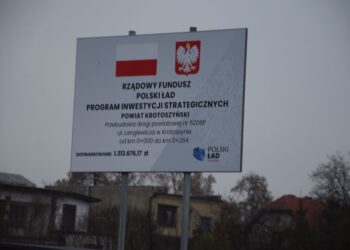 RZĄDOWY FUNDUSZ
POLSKI ŁAD
PROGRAM INWESTYCJI STRATEGICZNYCH
POWIAT KROTOSZYŃSKI
Przebudowa drogi powiatowej nr 5208P
ul. Langiewicza w Krotoszynie
od km 0+000 do km 0+264
DOFINANSOWANIE: 1.313.676,17 zł
POLSKI
ŁAD